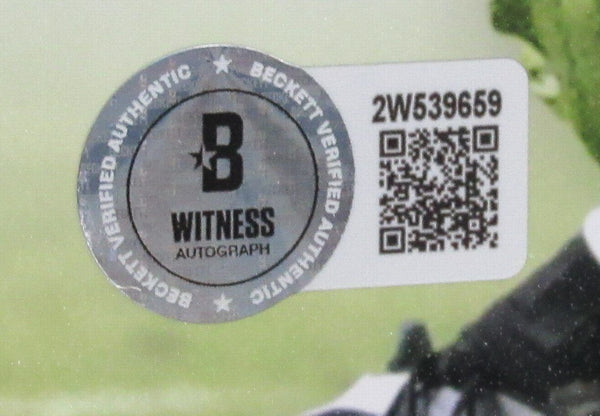 BECKETT VERIFIED AUTHENTIC ★ BECKETT VERIFIED AUTHENTIC ★
B
WITNESS
AUTOGRAPH
2W539659